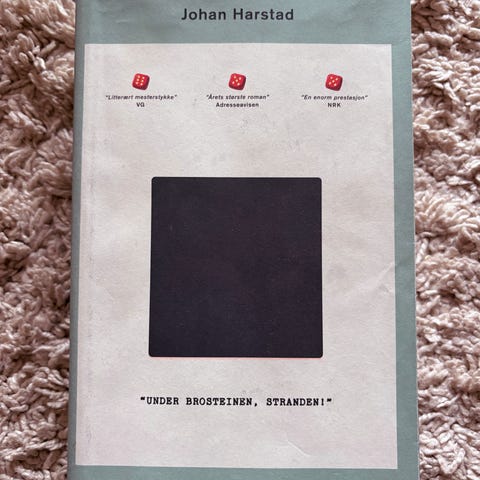 Johan Harstad
"Litterært mesterstykke"
VG
"Årets største roman"
Adresseavisen
"En enorm prestasjon"
NRK
"UNDER BROSTEINEN, STRANDEN!"